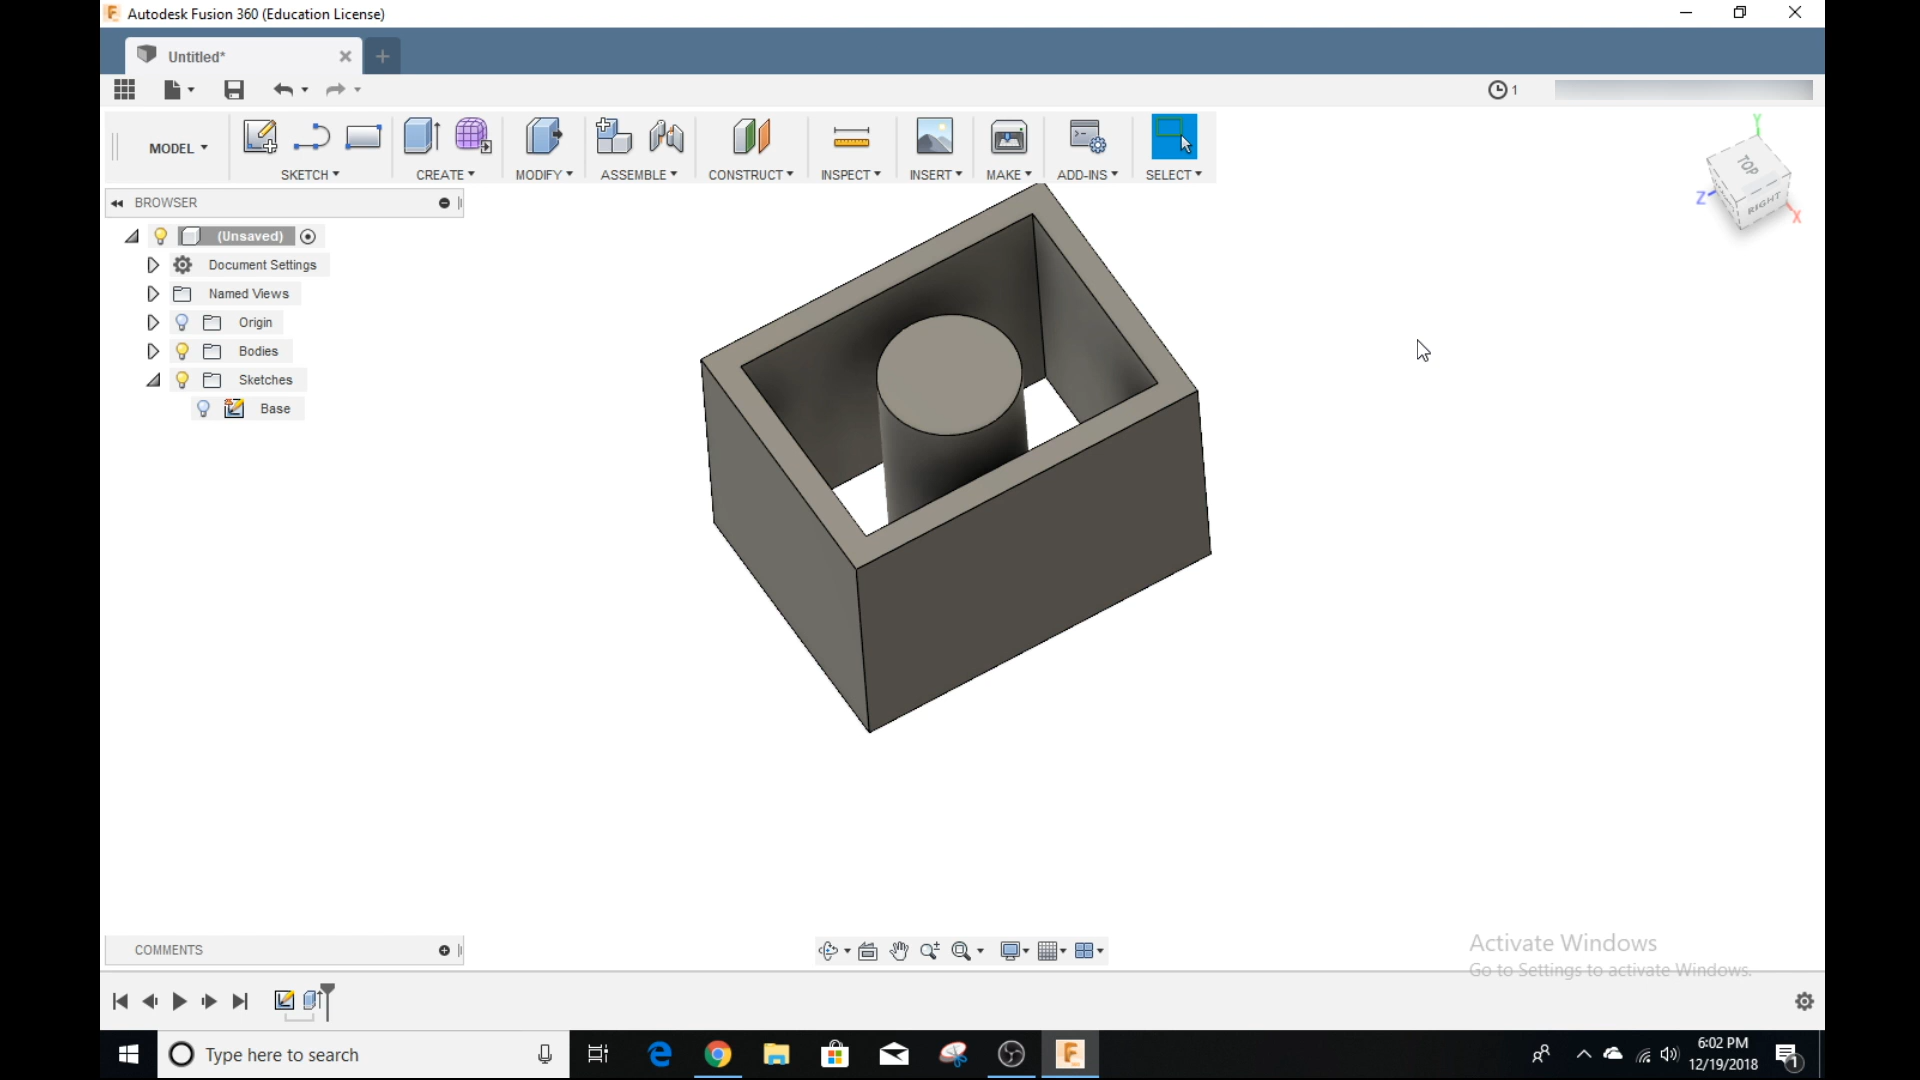 Autodesk Fusion 360 (Education License)
Untitled*
1
MODEL
SKETCH
CREATE
MODIFY
ASSEMBLE
CONSTRUCT
INSPECT
INSERT
MAKE
ADD-INS
SELECT
BROWSER
(Unsaved)
Document Settings
Named Views
Origin
Bodies
Sketches
Base
Y
TOP
Z
RIGHT
X
COMMENTS
Activate Windows
Go to Settings to activate Windows.
Type here to search
6:02 PM
12/19/2018
1